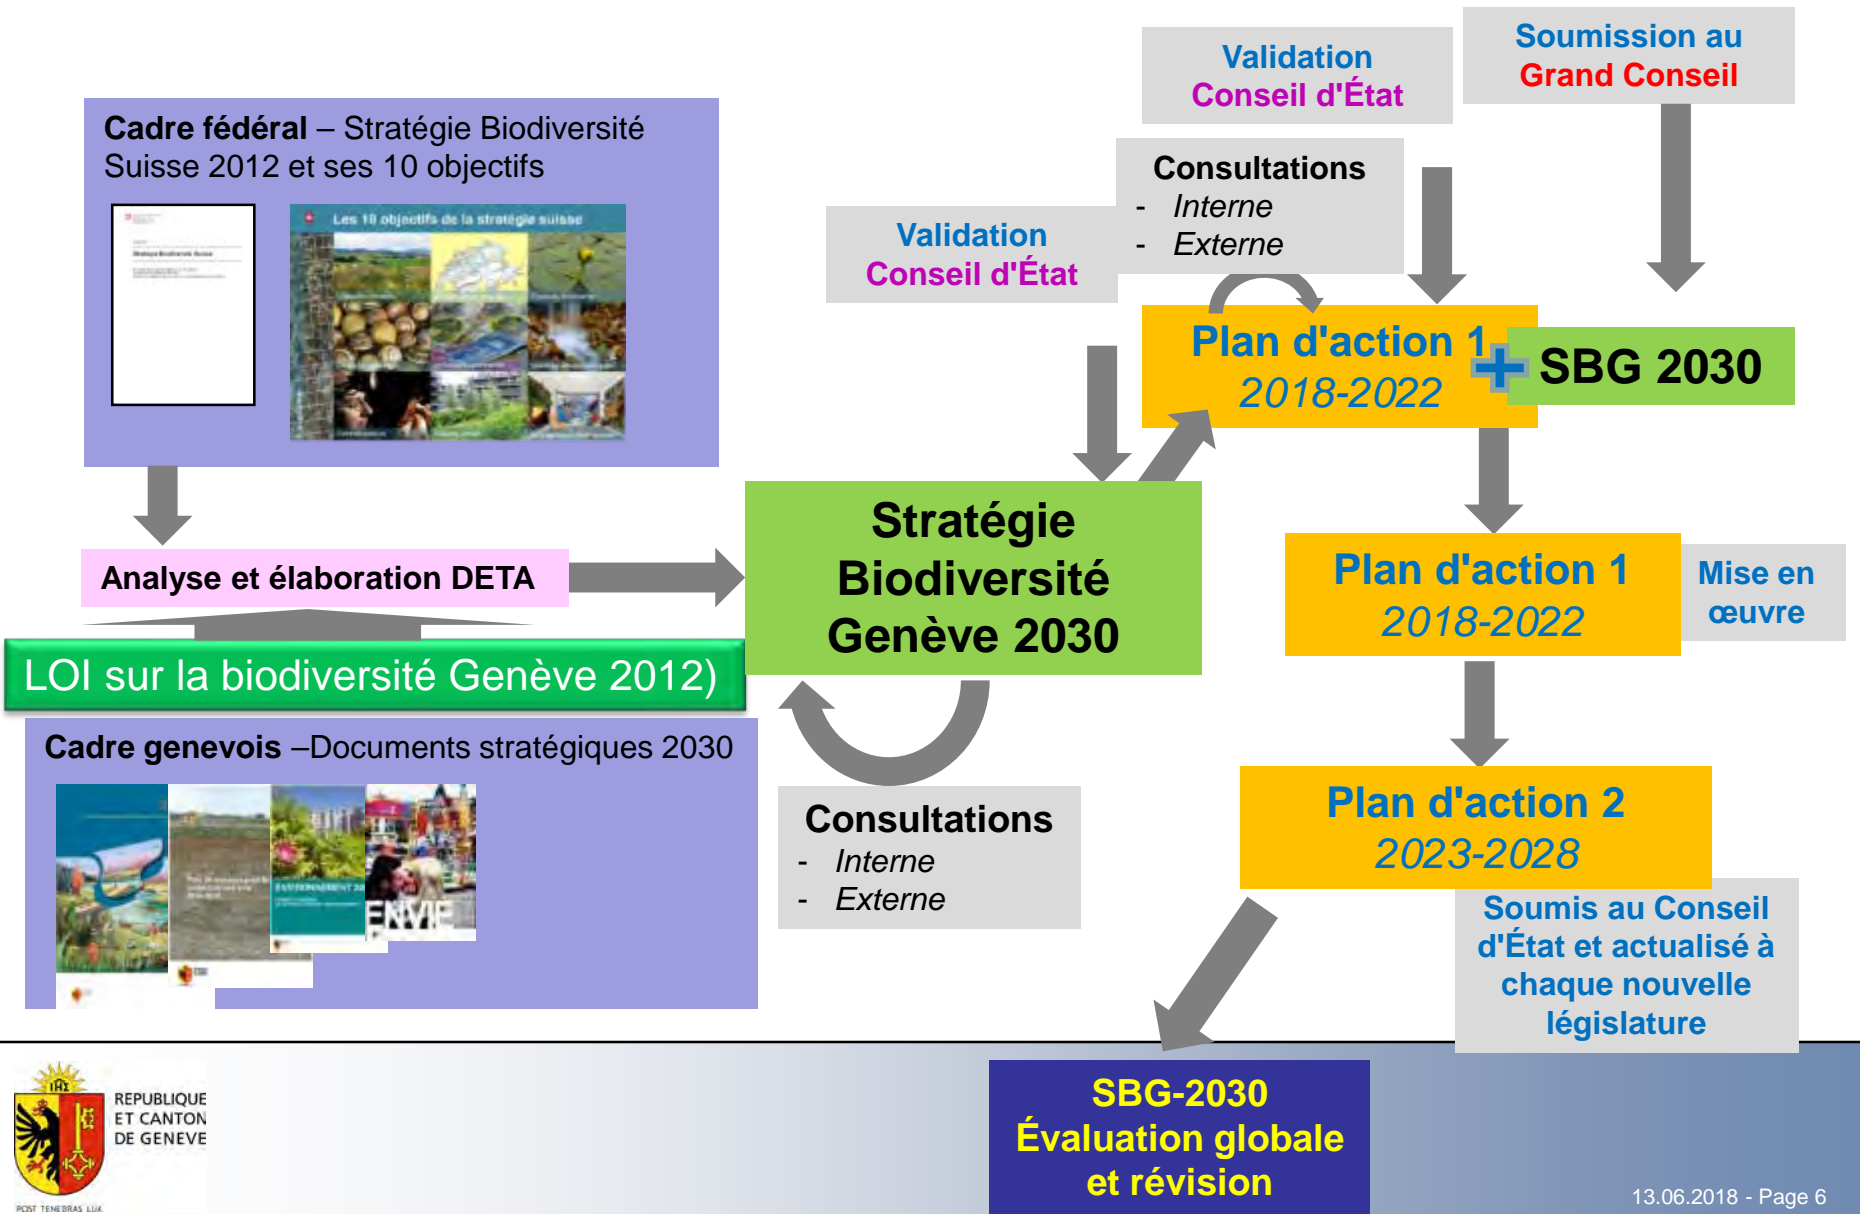 Validation
Conseil d'État
Soumission au
Grand Conseil
Cadre fédéral – Stratégie Biodiversité
Suisse 2012 et ses 10 objectifs
Les 10 objectifs de la stratégie suisse
Stratégie Biodiversité Suisse
Consultations
- Interne
- Externe
Validation
Conseil d'État
Plan d'action 1
2018-2022
+
SBG 2030
Analyse et élaboration DETA
Stratégie
Biodiversité
Genève 2030
Plan d'action 1
2018-2022
Mise en
œuvre
LOI sur la biodiversité Genève 2012)
Cadre genevois –Documents stratégiques 2030
ENVIRONNEMENT
ENVIE
Consultations
- Interne
- Externe
Plan d'action 2
2023-2028
Soumis au Conseil
d'État et actualisé à
chaque nouvelle
législature
SBG-2030
Évaluation globale
et révision
REPUBLIQUE
ET CANTON
DE GENEVE
POST TENEBRAS LUX
13.06.2018 - Page 6